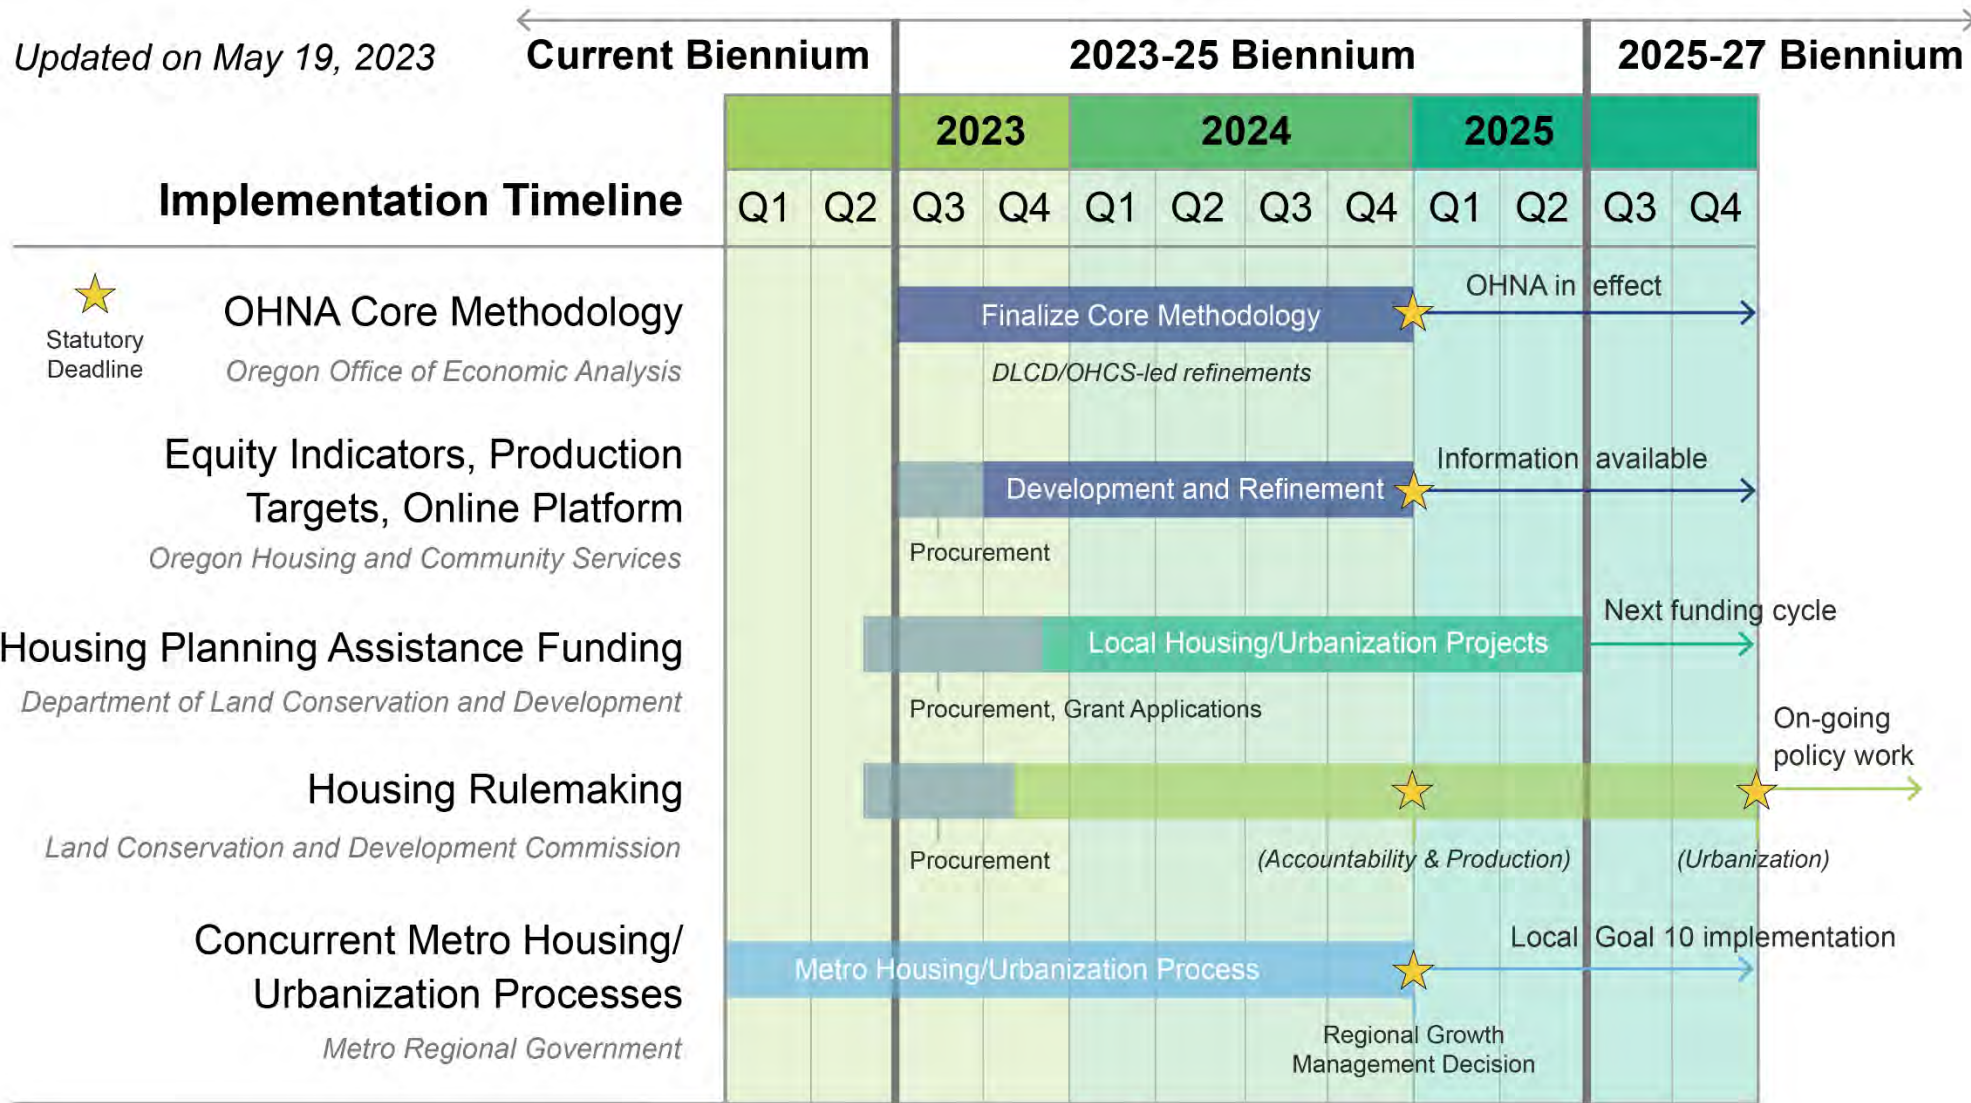 Updated on May 19, 2023
Current Biennium
2023-25 Biennium
2025-27 Biennium
2023
2024
2025
Implementation Timeline
Q1 Q2 Q3 Q4 Q1 Q2 Q3 Q4 Q1 Q2 Q3 Q4
Statutory
Deadline
OHNA Core Methodology
Oregon Office of Economic Analysis
Finalize Core Methodology
DLCD/OHCS-led refinements
OHNA in effect
Equity Indicators, Production
Targets, Online Platform
Oregon Housing and Community Services
Development and Refinement
Procurement
Information available
Housing Planning Assistance Funding
Department of Land Conservation and Development
Local Housing/Urbanization Projects
Procurement, Grant Applications
Next funding cycle
Housing Rulemaking
Land Conservation and Development Commission
Procurement
(Accountability & Production)
(Urbanization)
On-going
policy work
Concurrent Metro Housing/
Urbanization Processes
Metro Regional Government
Metro Housing/Urbanization Process
Local Goal 10 implementation
Regional Growth
Management Decision